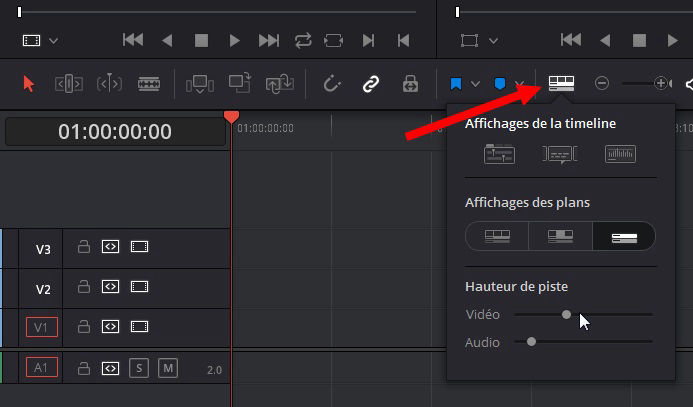 01:00:00:00
01:00:00:00
Affichages de la timeline
Affichages des plans
Hauteur de piste
Vidéo
Audio
V3
V2
V1
A1 S M 2.0